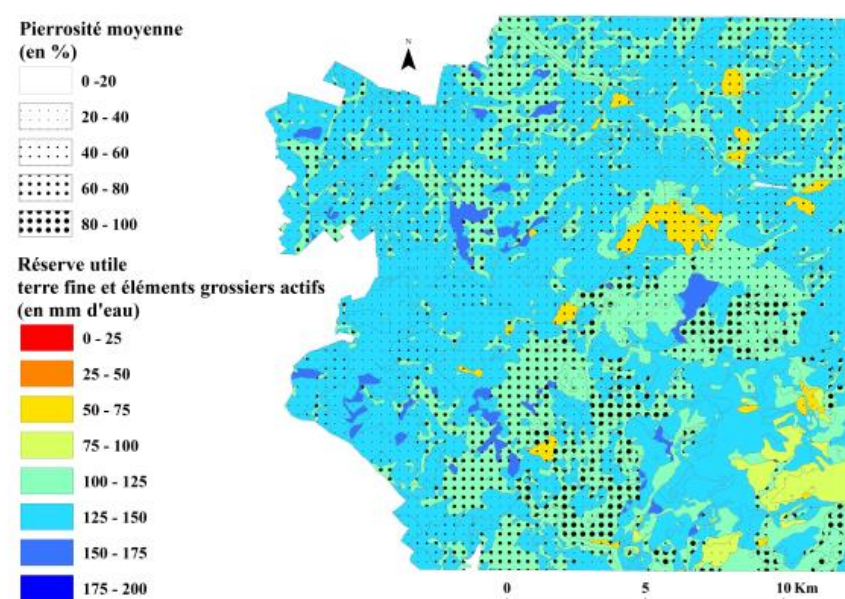 Pierrosité moyenne
(en %)
0 -20
20 - 40
40 - 60
60 - 80
80 - 100
Réserve utile
terre fine et éléments grossiers actifs
(en mm d'eau)
0 - 25
25 - 50
50 - 75
75 - 100
100 - 125
125 - 150
150 - 175
175 - 200
N
0 5 10 Km